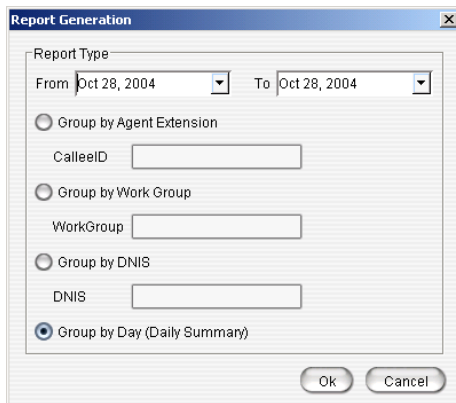 Report Generation
Report Type
From Oct 28, 2004 To Oct 28, 2004
Group by Agent Extension
CalleeID
Group by Work Group
WorkGroup
Group by DNIS
DNIS
Group by Day (Daily Summary)
Ok Cancel